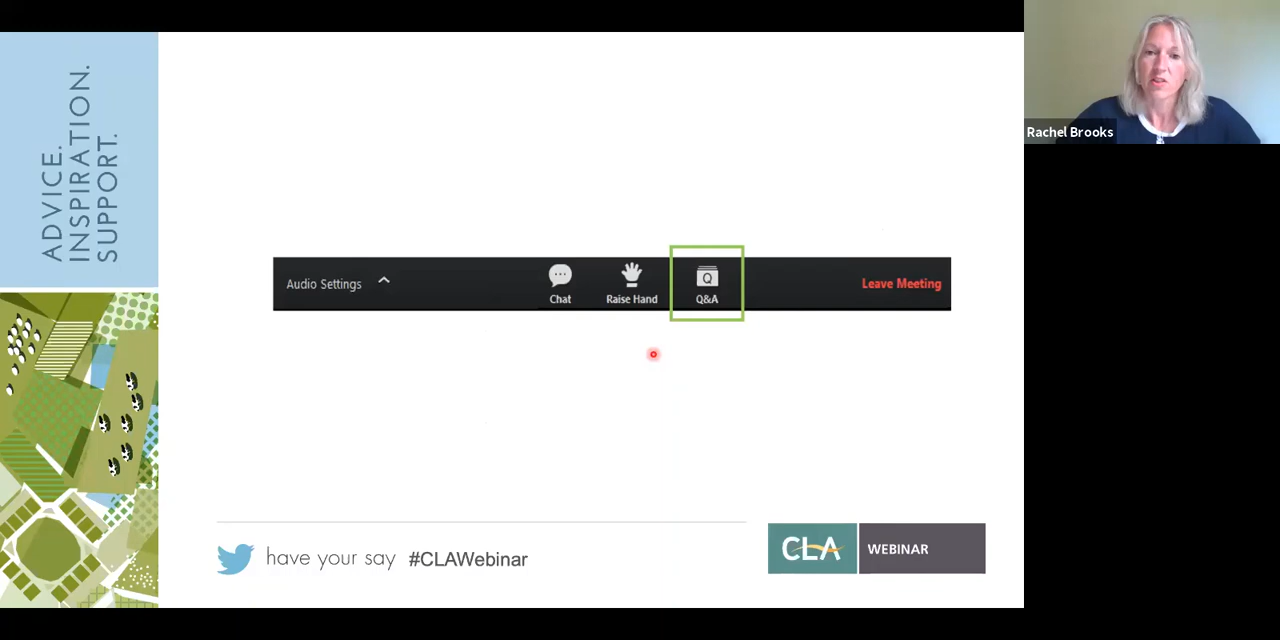 ADVICE.
INSPIRATION.
SUPPORT.
Rachel Brooks
Audio Settings
Chat
Raise Hand
Q
Q&A
Leave Meeting
have your say #CLAWebinar
CLA WEBINAR